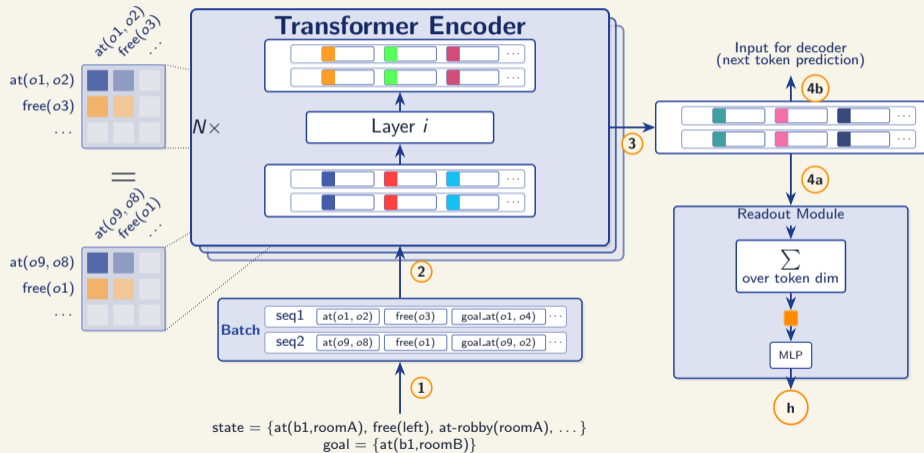 Transformer Encoder
at(o1, o2)
free(o3)
...
at(o1, o2)
free(o3)
...
=
at(o9, o8)
free(o1)
...
at(o9, o8)
free(o1)
...
N×
...
...
Layer i
...
...
3
Input for decoder
(next token prediction)
4b
...
...
4a
Readout Module
∑
over token dim
MLP
h
2
Batch
seq1 at(o1, o2) free(o3) goal_at(o1, o4) ...
seq2 at(o9, o8) free(o1) goal_at(o9, o2) ...
1
state = {at(b1,roomA), free(left), at-robby(roomA), ...}
goal = {at(b1,roomB)}